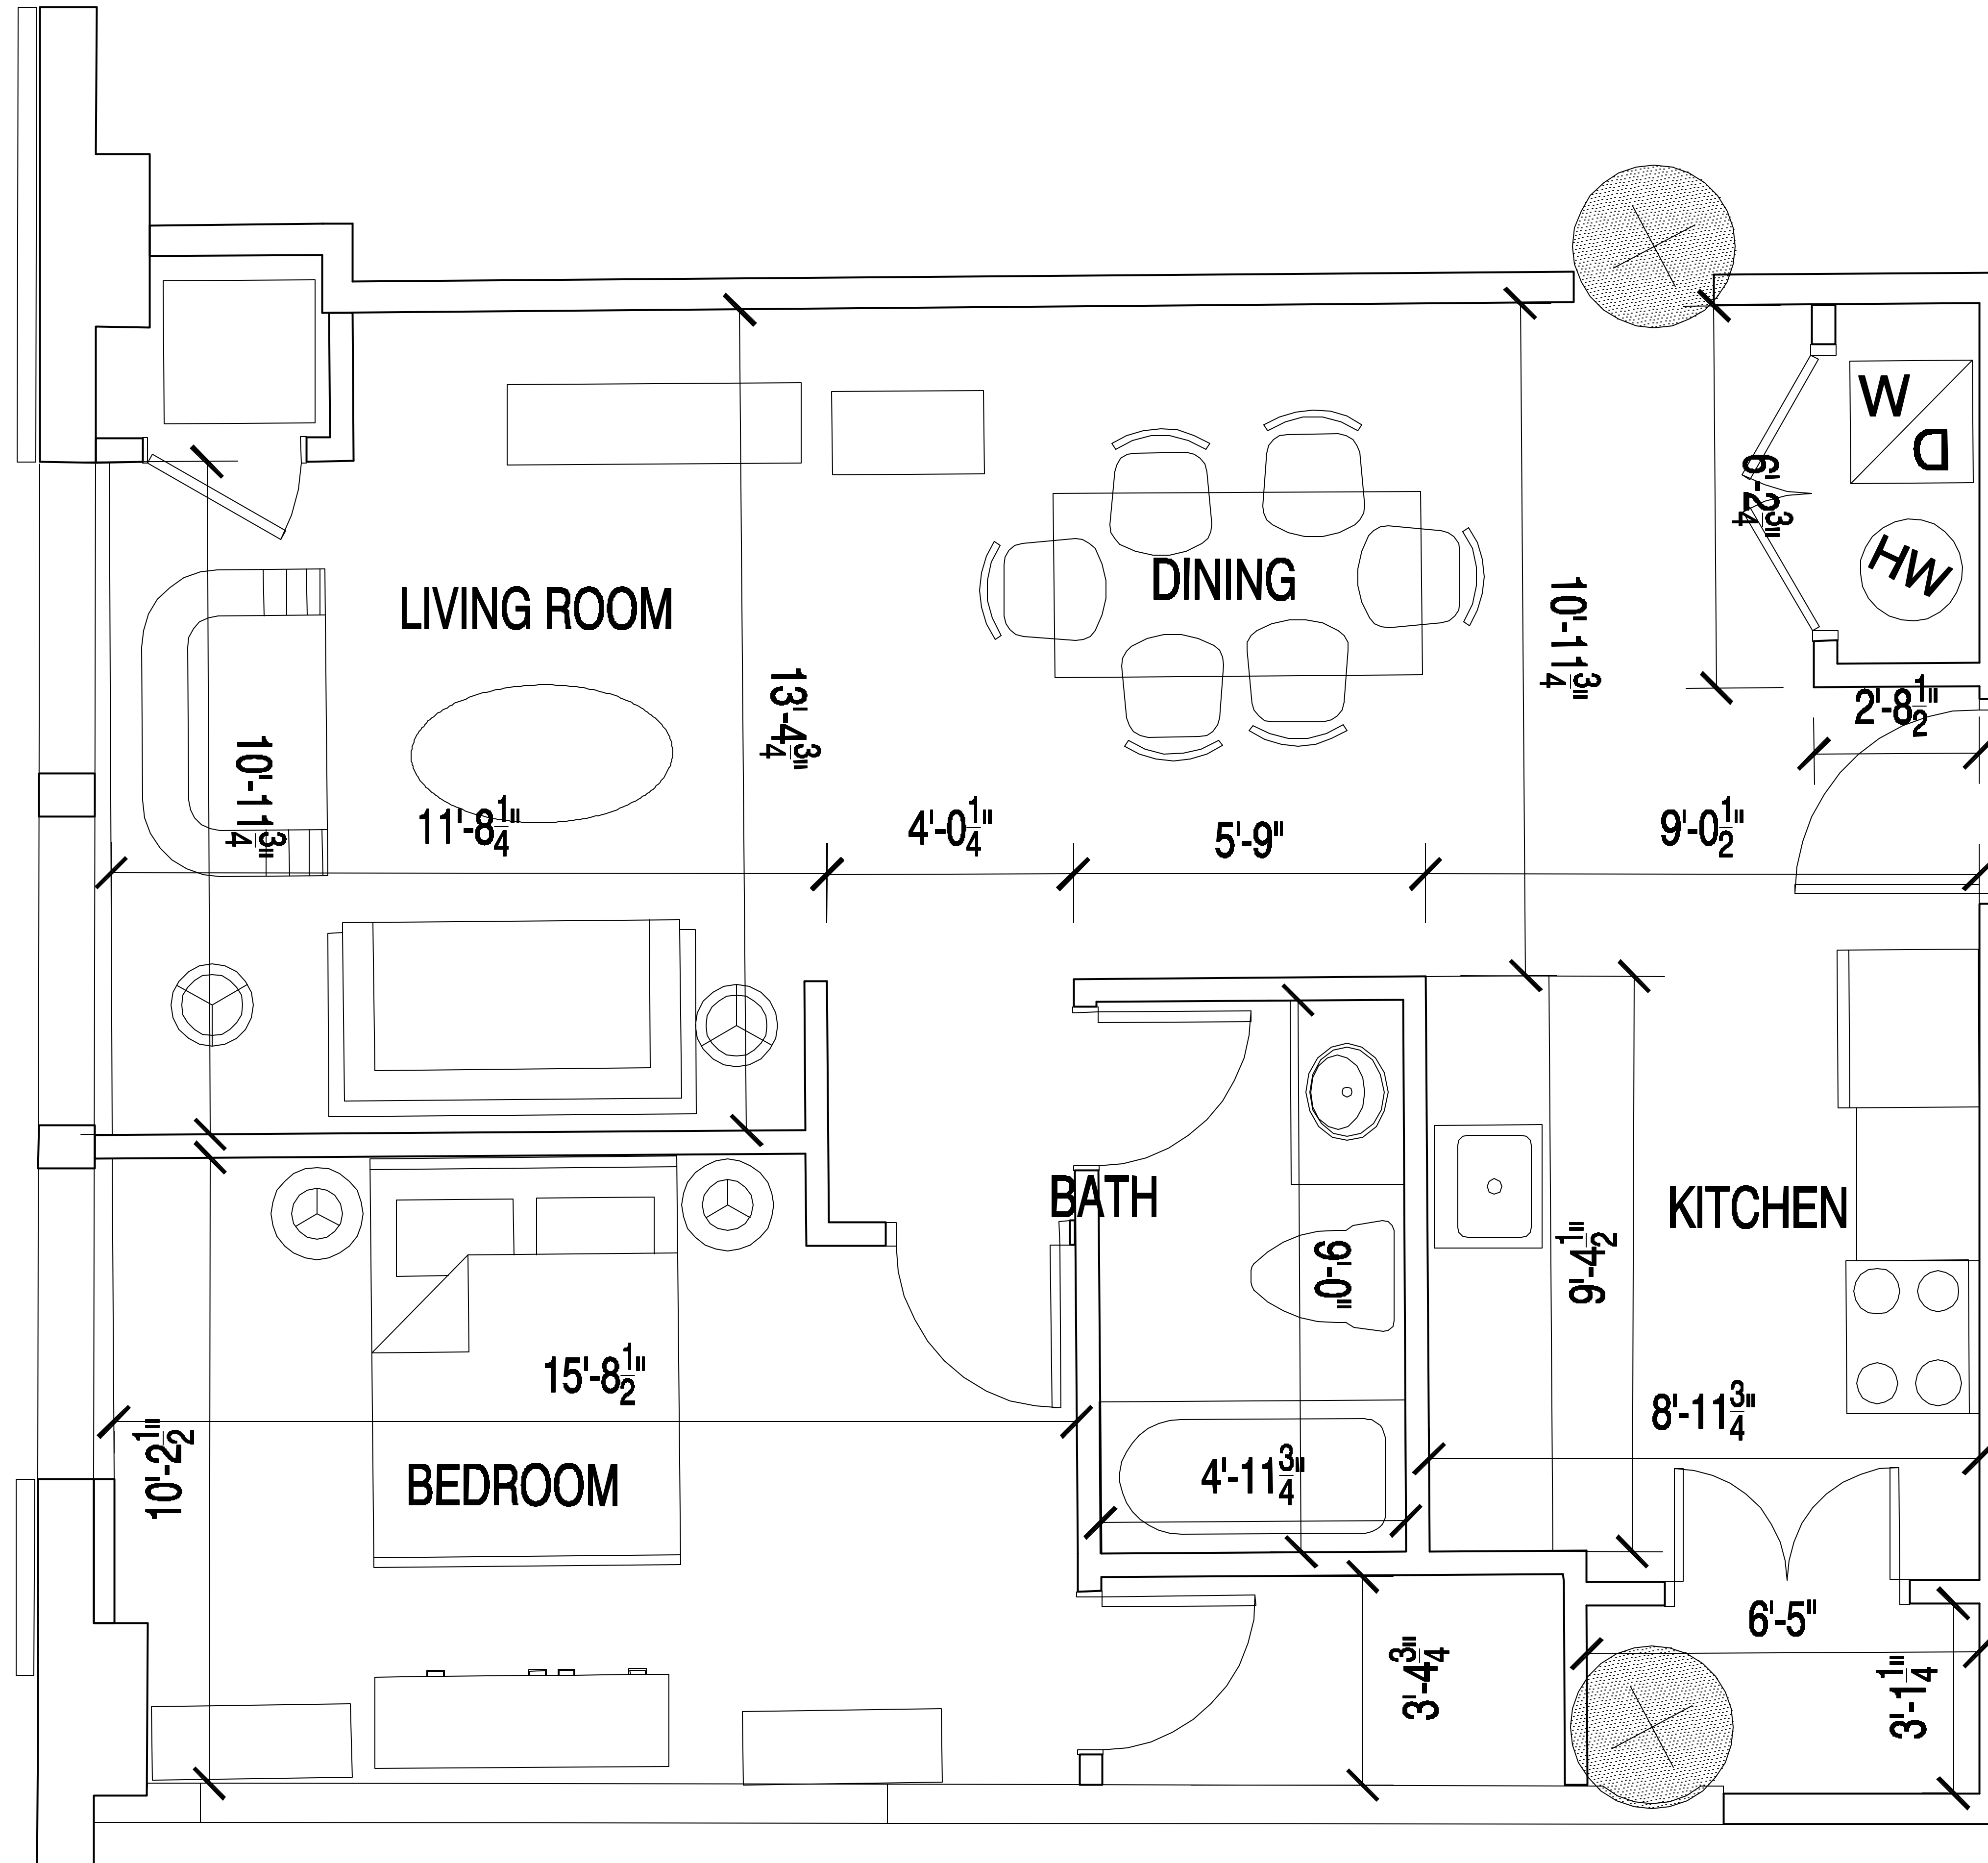 W
D
6'-2 3/4"
HW
DINING
LIVING ROOM
10'-11 3/4"
13'-4 3/4"
2'-8 1/2"
10'-11 3/4"
11'-8 1/4"
4'-0 1/4"
5'-9"
9'-0 1/2"
BATH
KITCHEN
9'-4 1/2"
9'-0"
15'-8 1/2"
8'-11 3/4"
10'-2 1/2"
BEDROOM
4'-11 3/4"
6'-5"
3'-4 3/4"
3'-1 1/4"